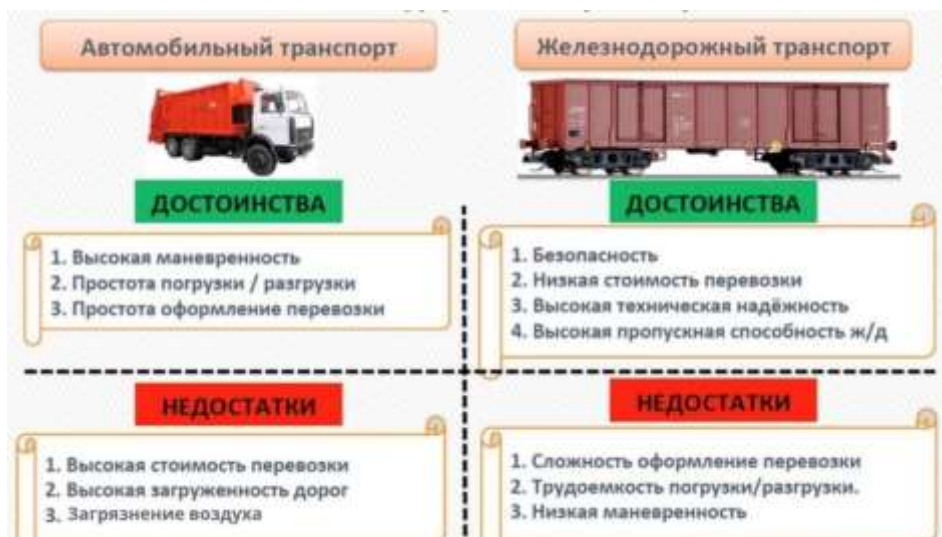 Автомобильный транспорт
ДОСТОИНСТВА
1. Высокая маневренность
2. Простота погрузки / разгрузки
3. Простота оформление перевозки
НЕДОСТАТКИ
1. Высокая стоимость перевозки
2. Высокая загруженность дорог
3. Загрязнение воздуха
Железнодорожный транспорт
ДОСТОИНСТВА
1. Безопасность
2. Низкая стоимость перевозки
3. Высокая техническая надёжность
4. Высокая пропускная способность ж/д
НЕДОСТАТКИ
1. Сложность оформление перевозки
2. Трудоемкость погрузки/разгрузки.
3. Низкая маневренность